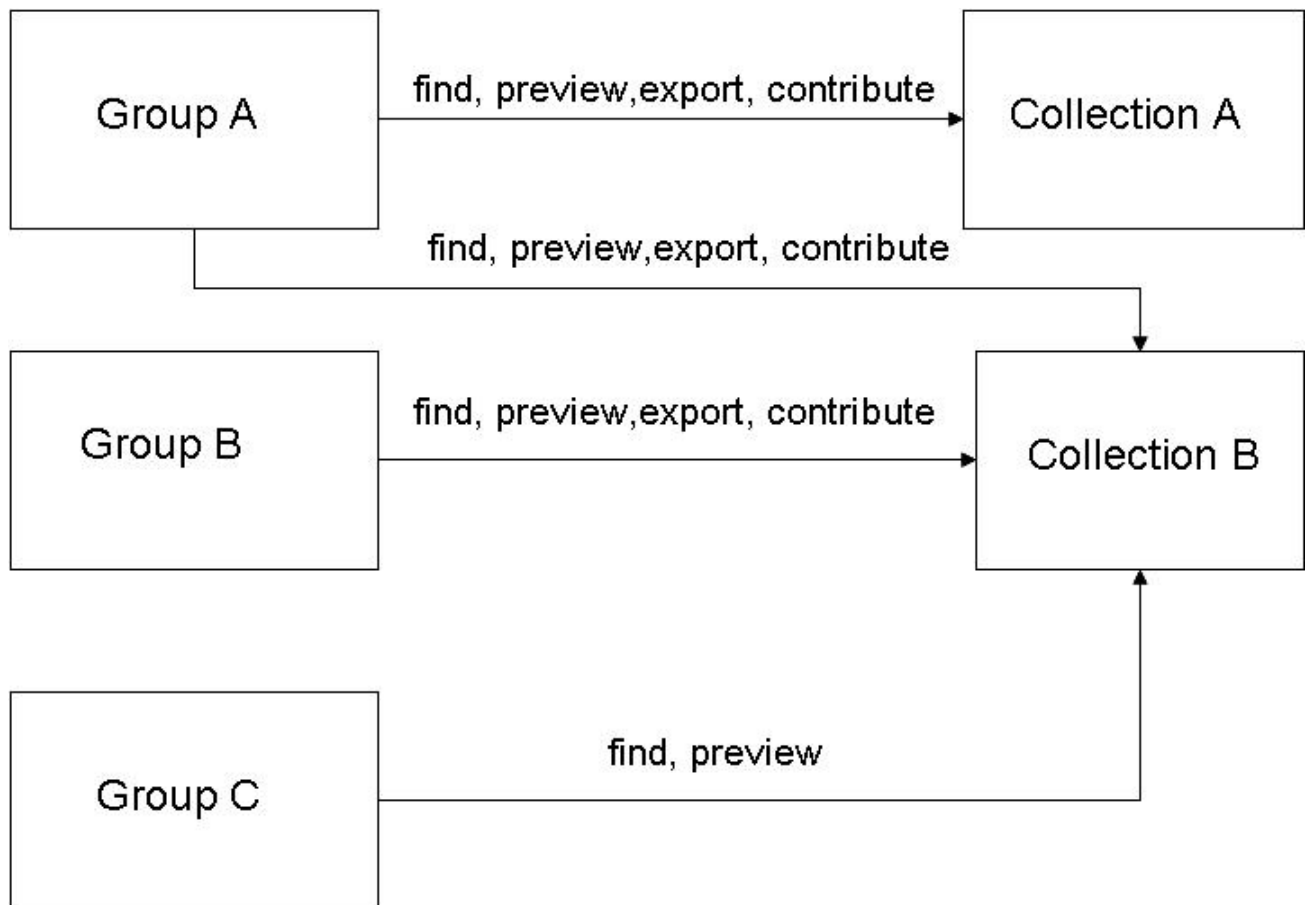 Group A
find, preview,export, contribute
Collection A
find, preview,export, contribute
Group B
find, preview,export, contribute
Collection B
Group C
find, preview